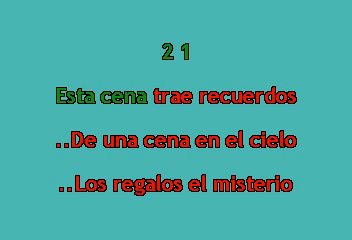 2 1
Esta cena trae recuerdos
..De una cena en el cielo
..Los regalos el misterio